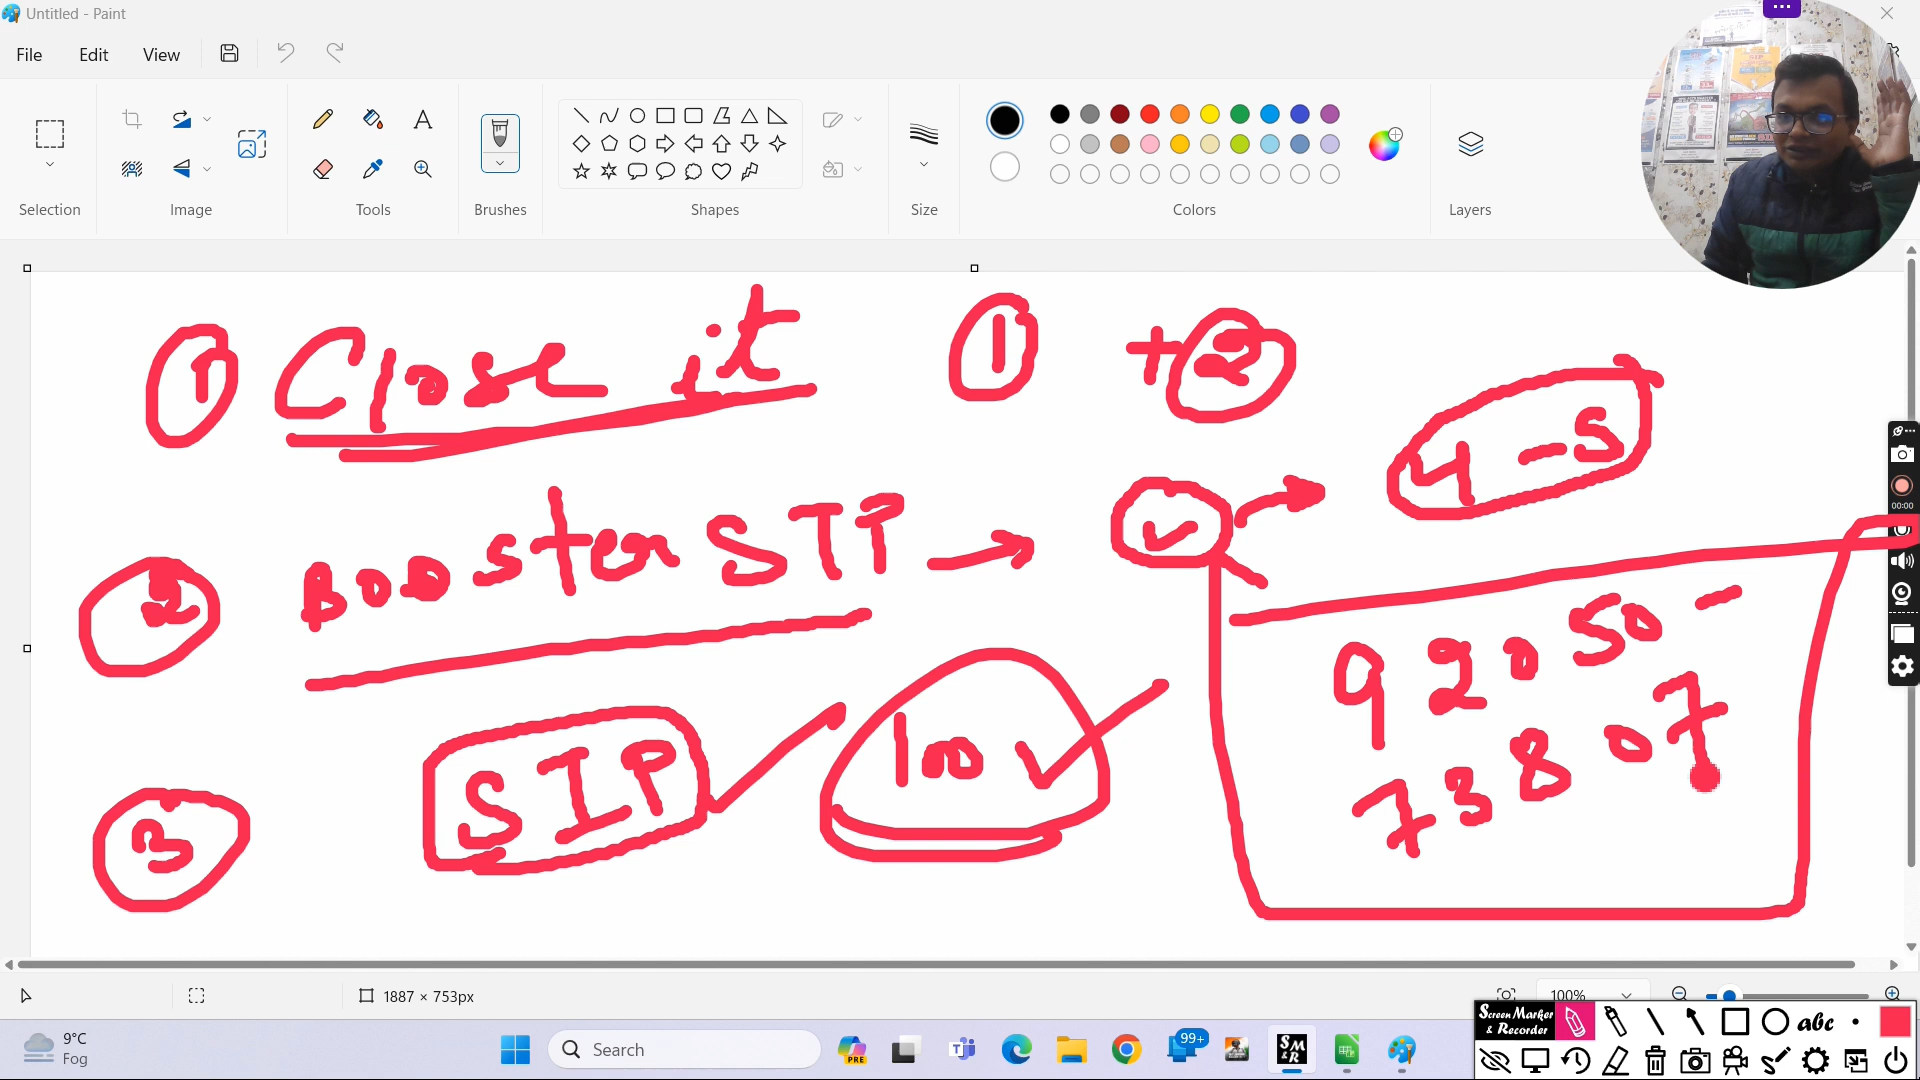 Untitled - Paint
File Edit View
Selection Image Tools Brushes Shapes Size Colors Layers
① Close it ① + ②
4 - 5
② Booster STP →
92050 -
73807
SIP 100
③
00:00
1887 × 753px
100%
Screen Marker & Recorder
abc
9°C
Fog
Search
PRE
99+
SM&R